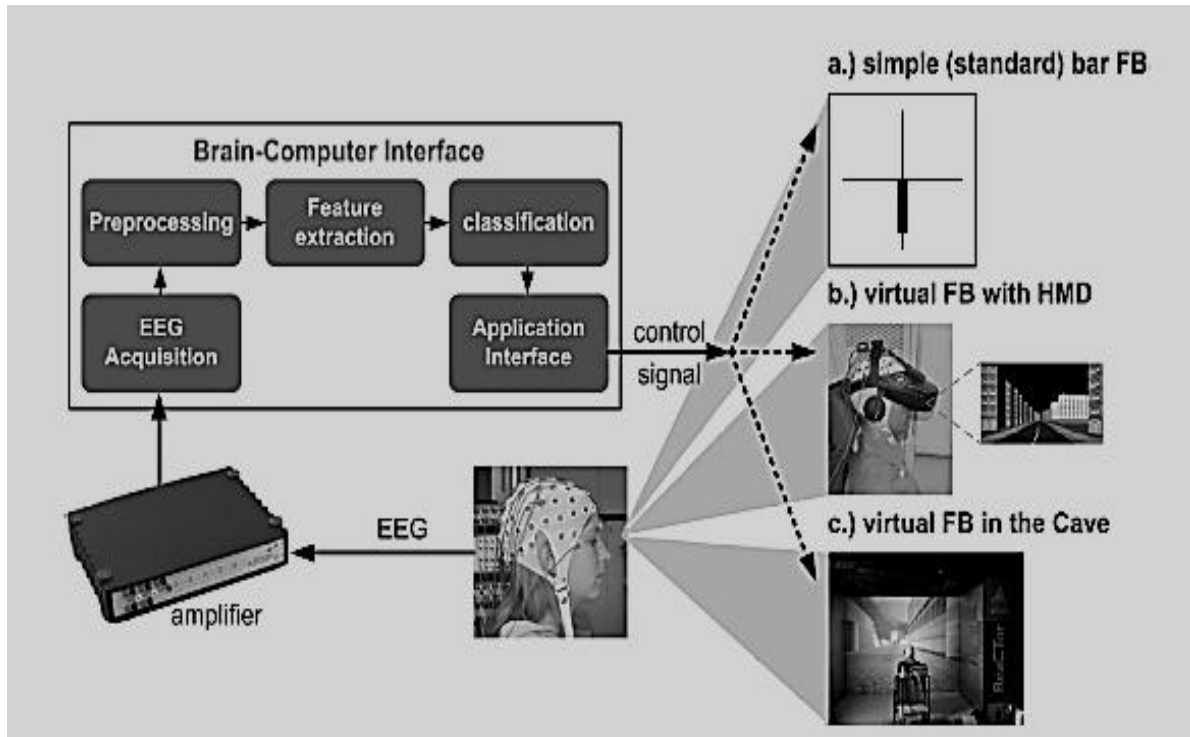 a.) simple (standard) bar FB
Brain-Computer Interface
Preprocessing
Feature
extraction
classification
EEG
Acquisition
Application
Interface
control
signal
b.) virtual FB with HMD
c.) virtual FB in the Cave
EEG
amplifier
ReaCTor